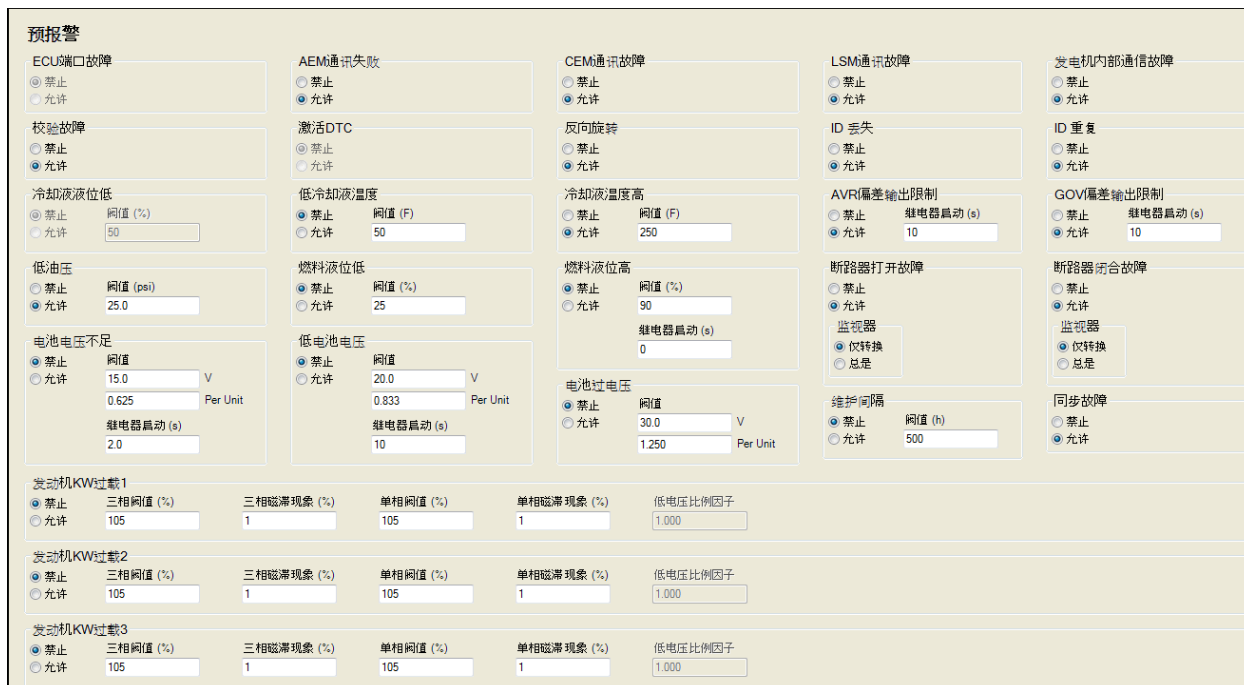 预报警
ECU端口故障 AEM通讯失败 CEM通讯故障 LSM通讯故障 发电机内部通信故障
禁止 禁止 禁止 禁止 禁止
允许 允许 允许 允许 允许
校验故障 激活DTC 反向旋转 ID 丢失 ID 重复
禁止 禁止 禁止 禁止 禁止
允许 允许 允许 允许 允许
冷却液液位低 低冷却液温度 冷却液温度高 AVR偏差输出限制 GOV偏差输出限制
禁止 阀值 (%) 禁止 阀值 (F) 禁止 阀值 (F) 禁止 继电器启动 (s) 禁止 继电器启动 (s)
允许 50 允许 50 允许 250 允许 10 允许 10
低油压 燃料液位低 燃料液位高 断路器打开故障 断路器闭合故障
禁止 阀值 (psi) 禁止 阀值 (%) 禁止 阀值 (%) 禁止 禁止
允许 25.0 允许 25 允许 90 允许 允许
继电器启动 (s) 监视器 监视器
电池电压不足 低电池电压 0 仅转换 仅转换
禁止 阀值 禁止 阀值 总是 总是
允许 15.0 V 允许 20.0 V 电池过电压
0.625 Per Unit 0.833 Per Unit 禁止 阀值 维护间隔 同步故障
继电器启动 (s) 继电器启动 (s) 允许 30.0 V 禁止 阀值 (h) 禁止
2.0 10 1.250 Per Unit 允许 500 允许
发动机KW过载1
禁止 三相阀值 (%) 三相磁滞现象 (%) 单相阀值 (%) 单相磁滞现象 (%) 低电压比例因子
允许 105 1 105 1 1.000
发动机KW过载2
禁止 三相阀值 (%) 三相磁滞现象 (%) 单相阀值 (%) 单相磁滞现象 (%) 低电压比例因子
允许 105 1 105 1 1.000
发动机KW过载3
禁止 三相阀值 (%) 三相磁滞现象 (%) 单相阀值 (%) 单相磁滞现象 (%) 低电压比例因子
允许 105 1 105 1 1.000